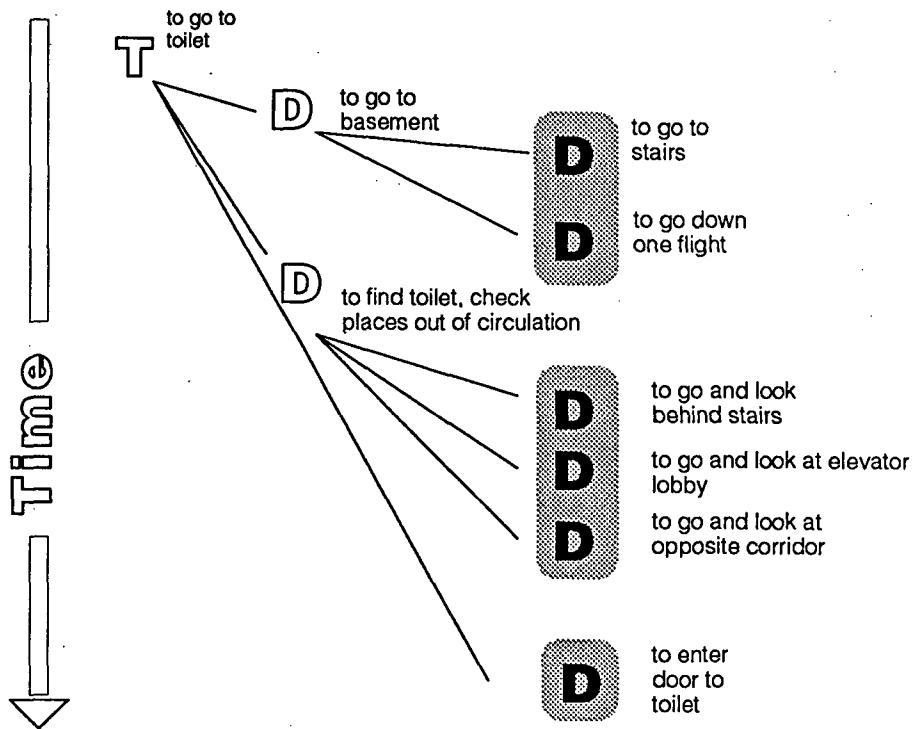 to go to
toilet
T
D
to go to
basement
D
to go to
stairs
D
to go down
one flight
D
to find toilet, check
places out of circulation
D
to go and look
behind stairs
D
to go and look at elevator
lobby
D
to go and look at
opposite corridor
D
to enter
door to
toilet
Time